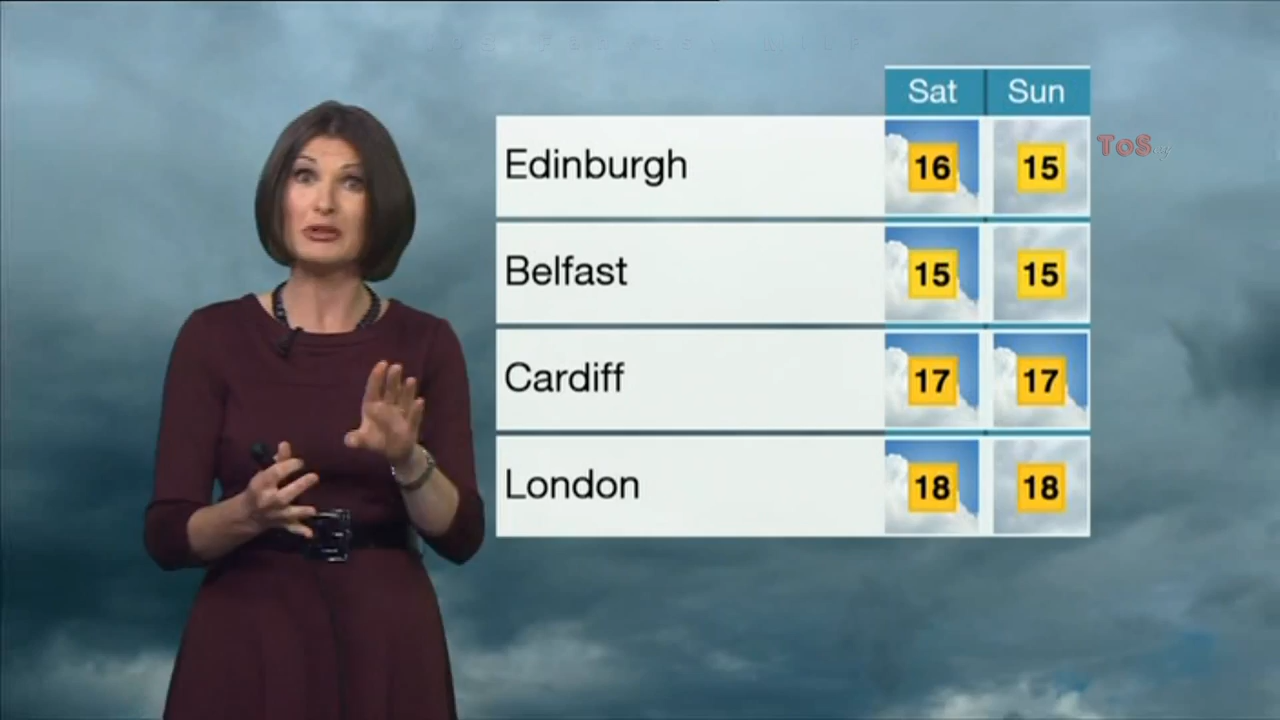 Sat Sun
Edinburgh 16 15
Belfast 15 15
Cardiff 17 17
London 18 18
ToS